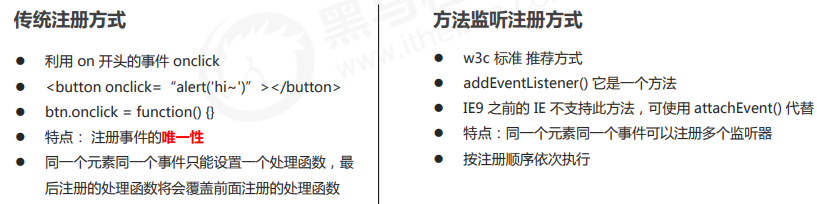 传统注册方式
● 利用 on 开头的事件 onclick
● <button onclick= “alert('hi~')” ></button>
● btn.onclick = function() {}
● 特点： 注册事件的唯一性
● 同一个元素同一个事件只能设置一个处理函数，最
后注册的处理函数将会覆盖前面注册的处理函数
方法监听注册方式
● w3c 标准 推荐方式
● addEventListener() 它是一个方法
● IE9 之前的 IE 不支持此方法，可使用 attachEvent() 代替
● 特点：同一个元素同一个事件可以注册多个监听器
● 按注册顺序依次执行